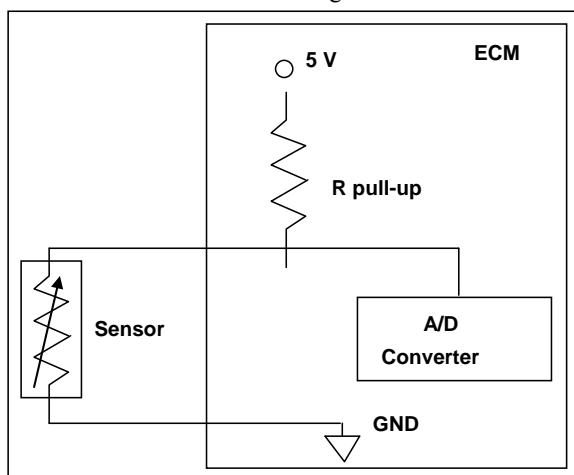 5 V
ECM
R pull-up
Sensor
A/D
Converter
GND